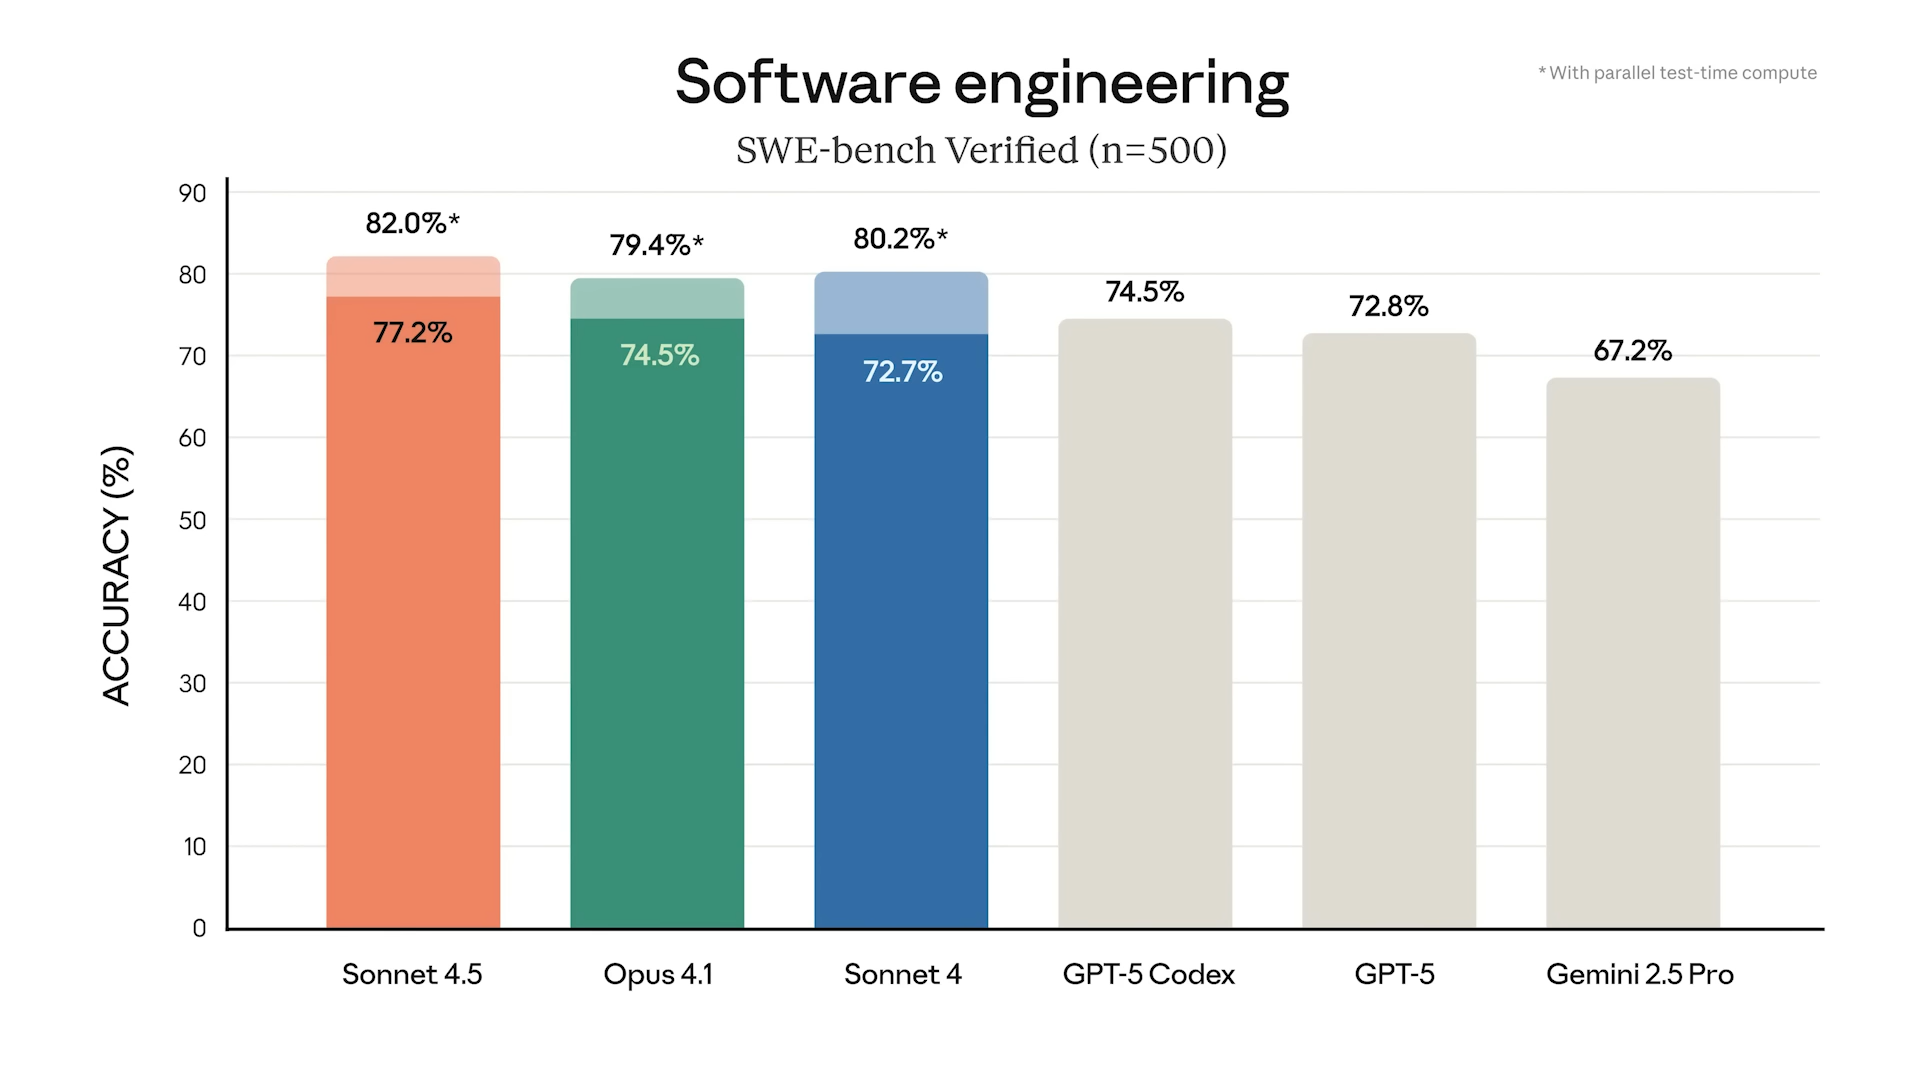 Software engineering
* With parallel test-time compute
SWE-bench Verified (n=500)
ACCURACY (%)
90
80
70
60
50
40
30
20
10
0
82.0%*
77.2%
79.4%*
74.5%
80.2%*
72.7%
74.5%
72.8%
67.2%
Sonnet 4.5
Opus 4.1
Sonnet 4
GPT-5 Codex
GPT-5
Gemini 2.5 Pro